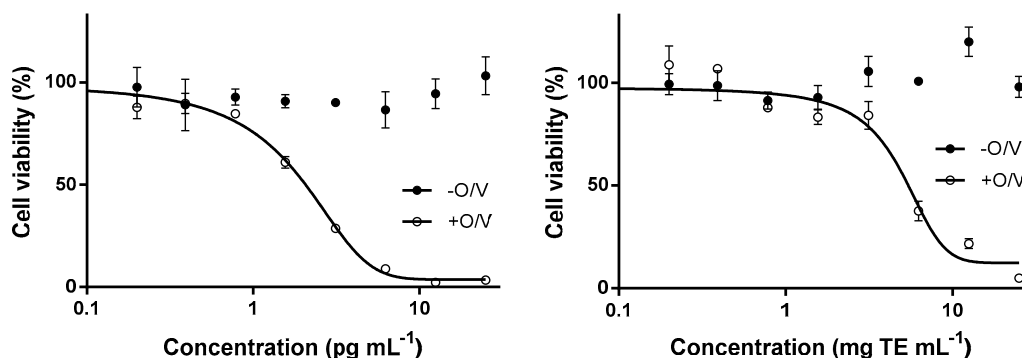 Cell viability (%)
100
50
0
0.1
1
10
-O/V
+O/V
Concentration (pg mL-1)
Cell viability (%)
100
50
0
0.1
1
10
-O/V
+O/V
Concentration (mg TE mL-1)